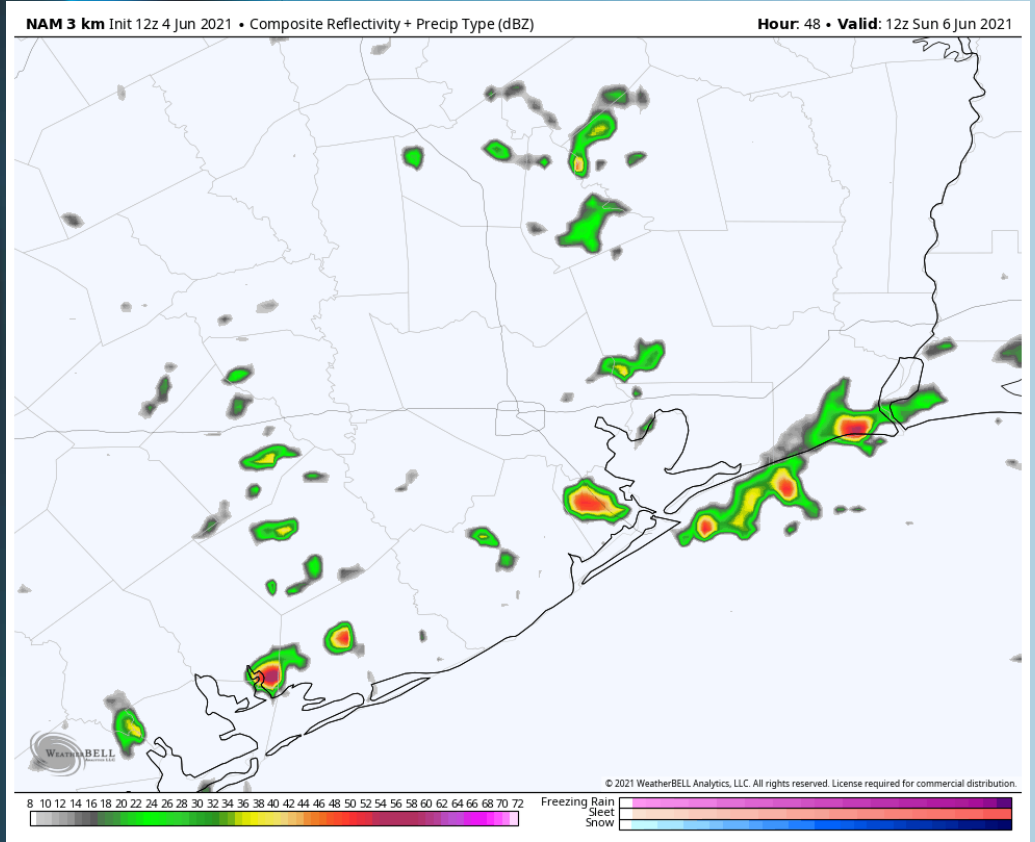 NAM 3 km Init 12z 4 Jun 2021 • Composite Reflectivity + Precip Type (dBZ)
Hour: 48 • Valid: 12z Sun 6 Jun 2021
WEATHERBELL
Analytics LLC
© 2021 WeatherBELL Analytics, LLC. All rights reserved. License required for commercial distribution.
8 10 12 14 16 18 20 22 24 26 28 30 32 34 36 38 40 42 44 46 48 50 52 54 56 58 60 62 64 66 68 70 72
Freezing Rain
Sleet
Snow